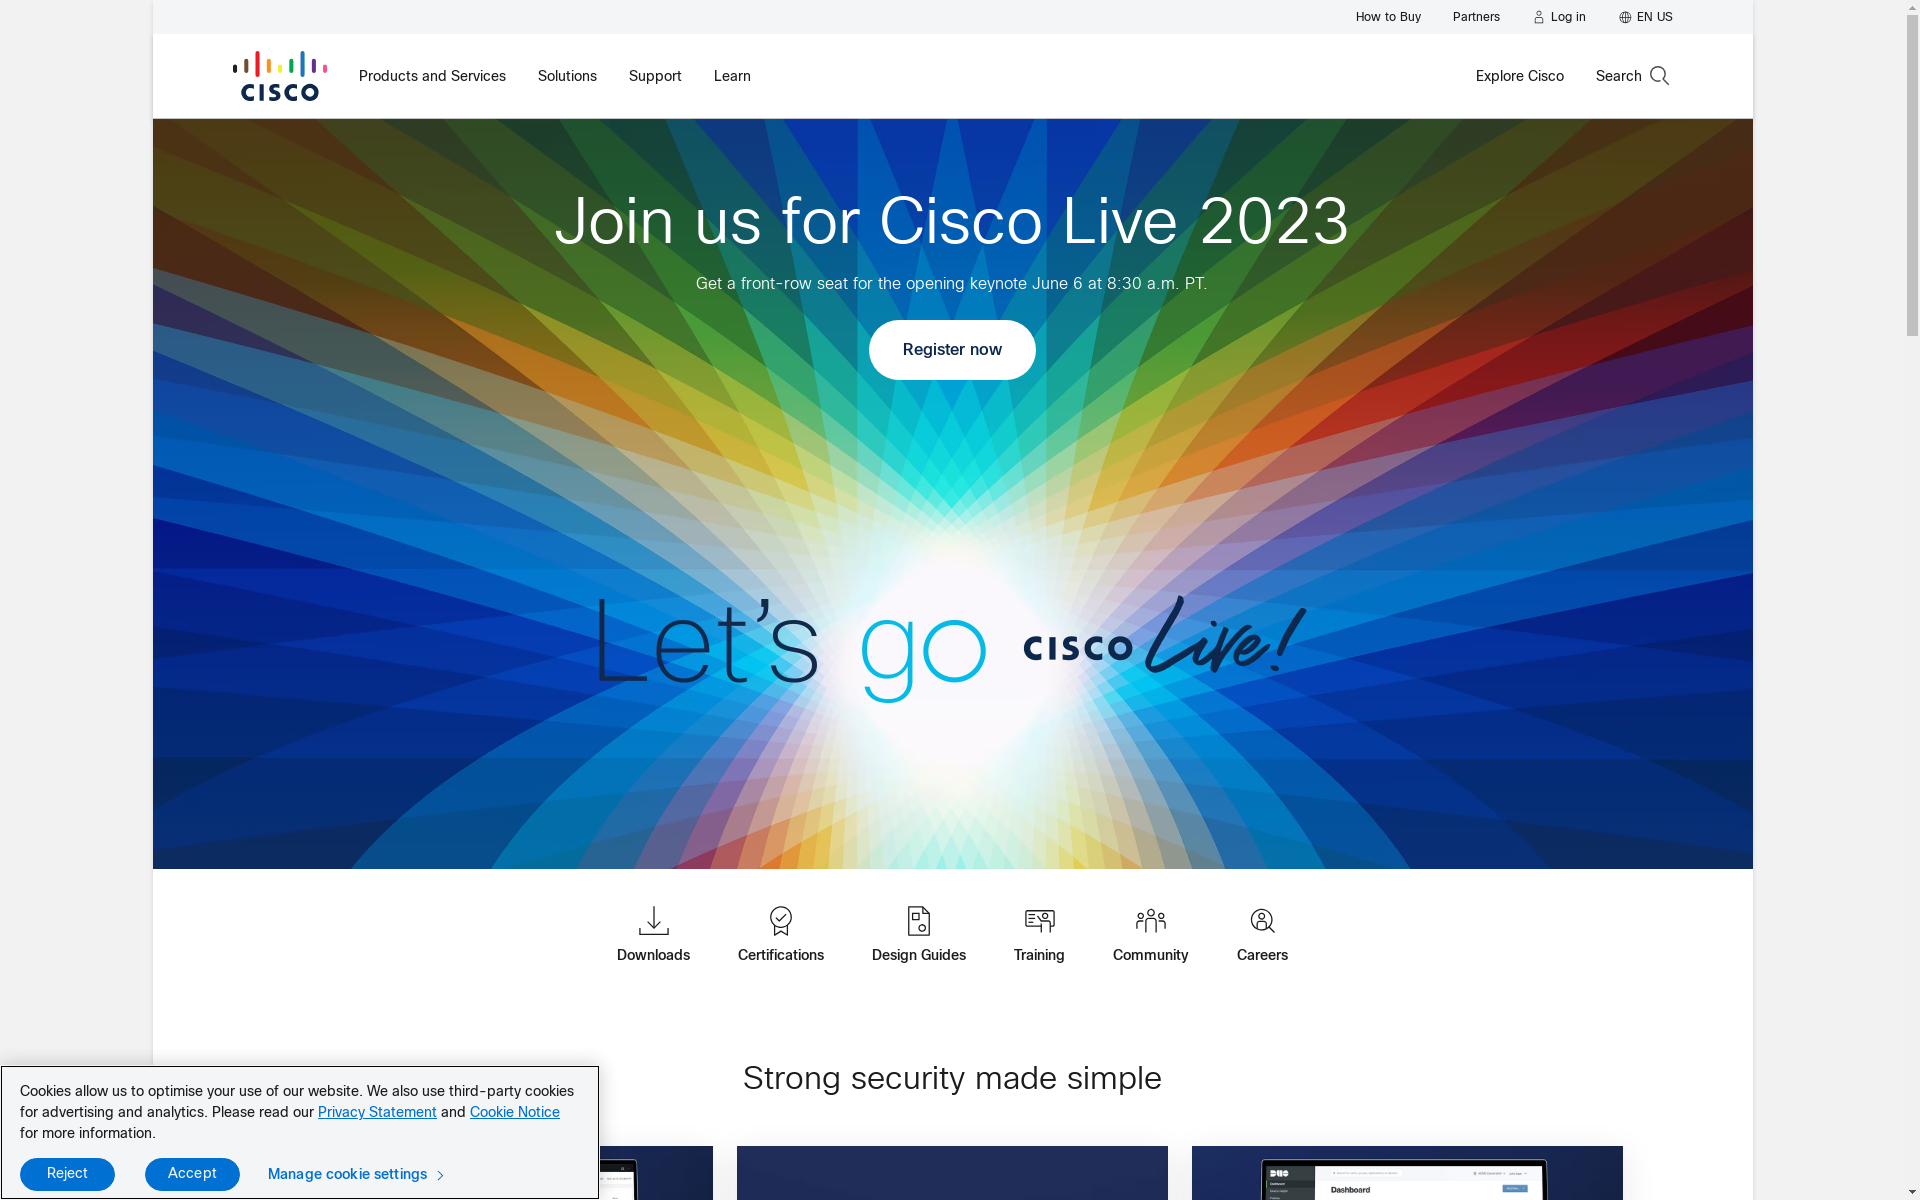 How to Buy
Partners
Log in
EN US
CISCO
Products and Services
Solutions
Support
Learn
Explore Cisco
Search
Join us for Cisco Live 2023
Get a front-row seat for the opening keynote June 6 at 8:30 a.m. PT.
Register now
Let's go CISCO Live!
Downloads
Certifications
Design Guides
Training
Community
Careers
Strong security made simple
Cookies allow us to optimise your use of our website. We also use third-party cookies
for advertising and analytics. Please read our Privacy Statement and Cookie Notice
for more information.
Reject
Accept
Manage cookie settings
DUO
Dashboard